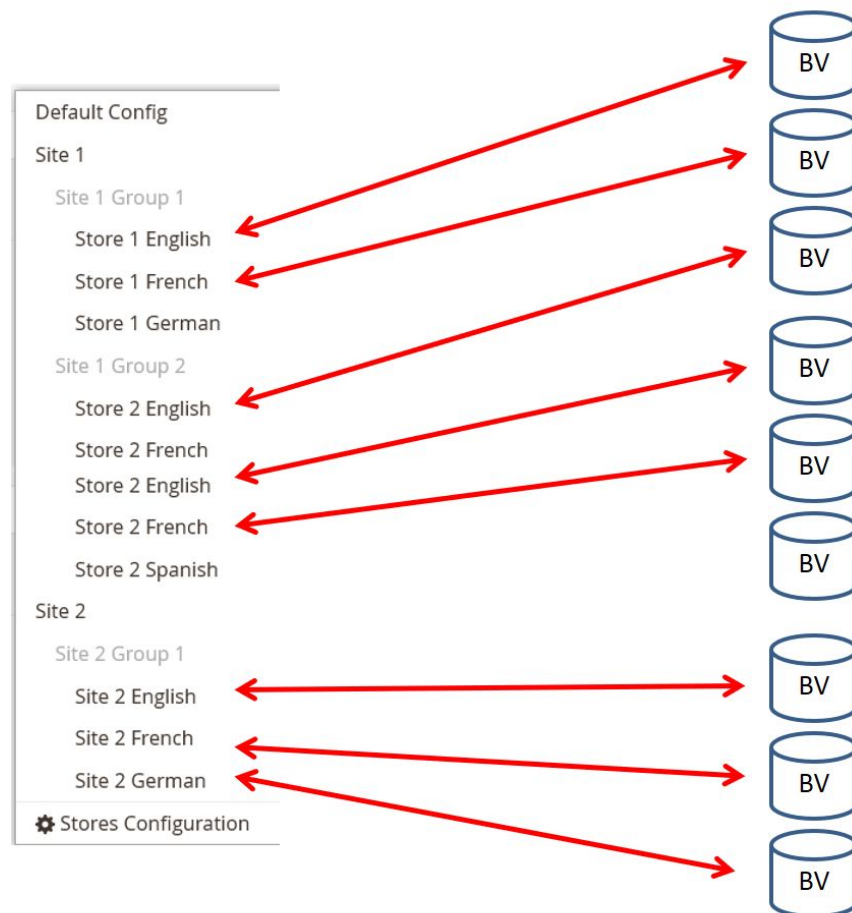 Default Config
Site 1
Site 1 Group 1
Store 1 English
Store 1 French
Store 1 German
Site 1 Group 2
Store 2 English
Store 2 French
Store 2 English
Store 2 French
Store 2 Spanish
Site 2
Site 2 Group 1
Site 2 English
Site 2 French
Site 2 German
Stores Configuration
BV
BV
BV
BV
BV
BV
BV
BV
BV